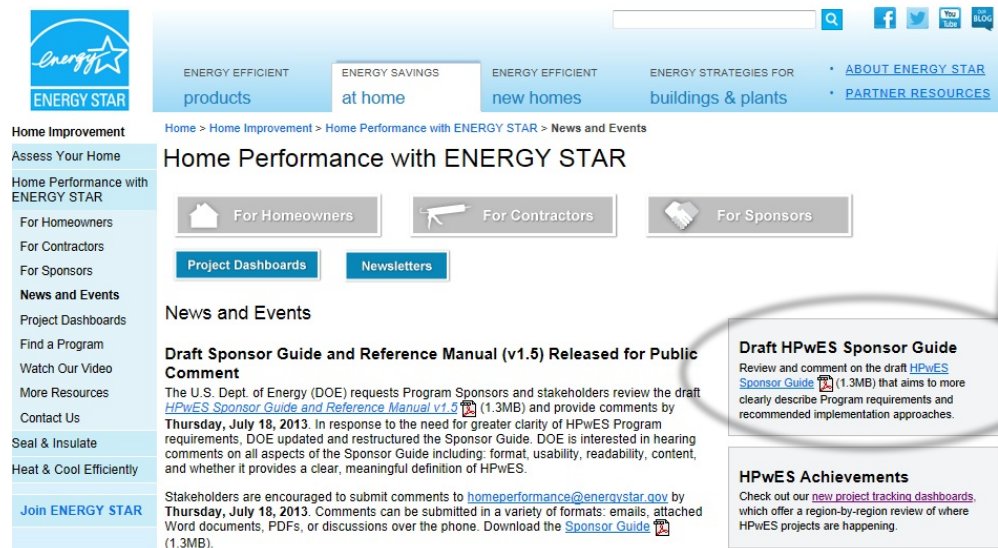 You Tube
OUR BLOG
energy
ENERGY STAR
ENERGY EFFICIENT
products
ENERGY SAVINGS
at home
ENERGY EFFICIENT
new homes
ENERGY STRATEGIES FOR
buildings & plants
• ABOUT ENERGY STAR
• PARTNER RESOURCES
Home Improvement
Assess Your Home
Home Performance with
ENERGY STAR
For Homeowners
For Contractors
For Sponsors
News and Events
Project Dashboards
Find a Program
Watch Our Video
More Resources
Contact Us
Seal & Insulate
Heat & Cool Efficiently
Join ENERGY STAR
Home > Home Improvement > Home Performance with ENERGY STAR > News and Events
Home Performance with ENERGY STAR
For Homeowners
For Contractors
For Sponsors
Project Dashboards
Newsletters
News and Events
Draft Sponsor Guide and Reference Manual (v1.5) Released for Public
Comment
The U.S. Dept. of Energy (DOE) requests Program Sponsors and stakeholders review the draft
HPwES Sponsor Guide and Reference Manual v1.5 (1.3MB) and provide comments by
Thursday, July 18, 2013. In response to the need for greater clarity of HPwES Program
requirements, DOE updated and restructured the Sponsor Guide. DOE is interested in hearing
comments on all aspects of the Sponsor Guide including: format, usability, readability, content,
and whether it provides a clear, meaningful definition of HPwES.
Stakeholders are encouraged to submit comments to homeperformance@energystar.gov by
Thursday, July 18, 2013. Comments can be submitted in a variety of formats: emails, attached
Word documents, PDFs, or discussions over the phone. Download the Sponsor Guide
(1.3MB).
Draft HPwES Sponsor Guide
Review and comment on the draft HPwES
Sponsor Guide (1.3MB) that aims to more
clearly describe Program requirements and
recommended implementation approaches.
HPwES Achievements
Check out our new project tracking dashboards,
which offer a region-by-region review of where
HPwES projects are happening.